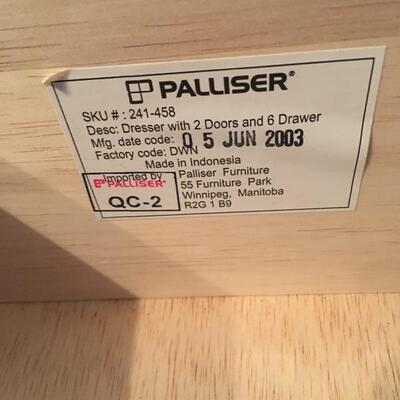 PALLISER®
SKU # : 241-458
Desc: Dresser with 2 Doors and 6 Drawer
Mfg. date code: 0 5 JUN 2003
Factory code: DWN
Made in Indonesia
Imported by Palliser Furniture
55 Furniture Park
Winnipeg, Manitoba
R2G 1 B9
PALLISER
QC-2